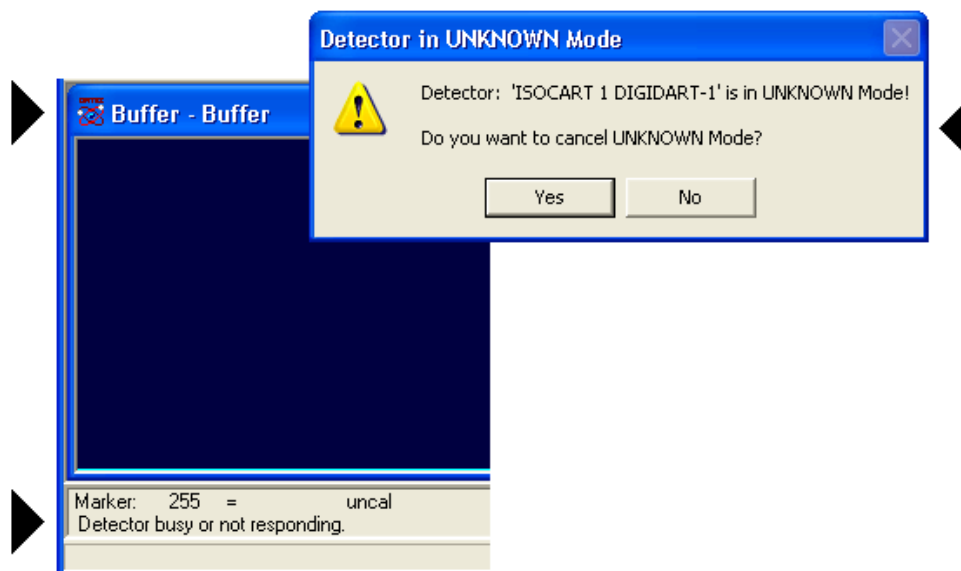 Detector in UNKNOWN Mode
Detector: 'ISOCART 1 DIGIDART-1' is in UNKNOWN Mode!
Do you want to cancel UNKNOWN Mode?
Yes No
Buffer - Buffer
Marker: 255 = uncal
Detector busy or not responding.